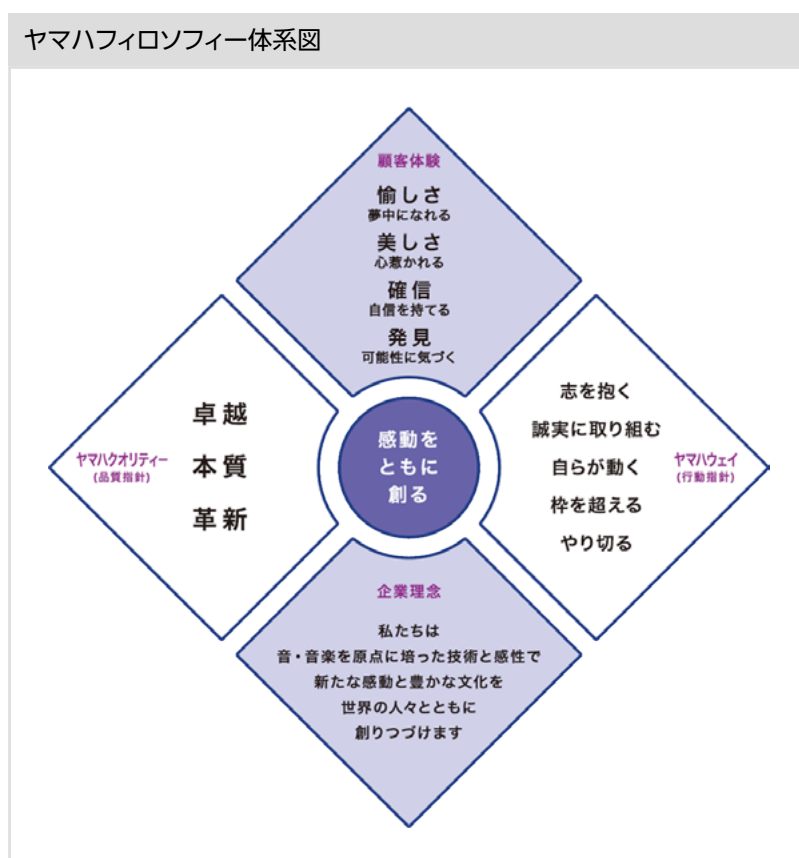 ヤマハフィロソフィー体系図
顧客体験
愉しさ
夢中になれる
美しさ
心惹かれる
確信
自信を持てる
発見
可能性に気づく
ヤマハクオリティー
(品質指針)
卓越
本質
革新
感動を
ともに
創る
志を抱く
誠実に取り組む
自らが動く
枠を超える
やり切る
ヤマハウェイ
(行動指針)
企業理念
私たちは
音・音楽を原点に培った技術と感性で
新たな感動と豊かな文化を
世界の人々とともに
創りつづけます